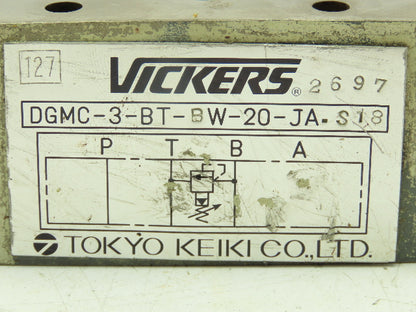 127 VICKERS® 2697
DGMC-3-BT-BW-20-JA-S18
P T B A
TOKYO KEIKI CO., LTD.